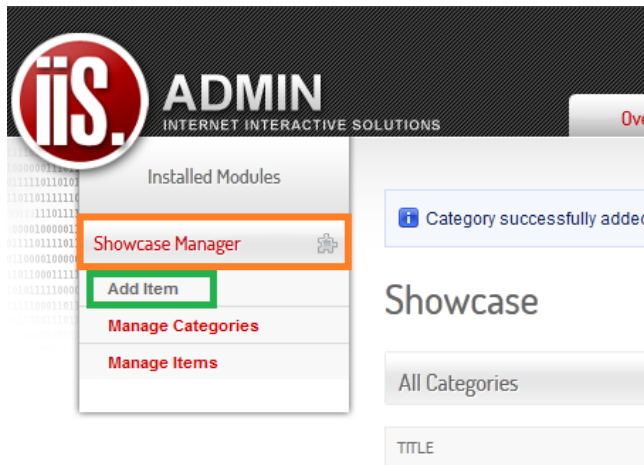 iiS.
ADMIN
INTERNET INTERACTIVE SOLUTIONS
Installed Modules
Showcase Manager
Add Item
Manage Categories
Manage Items
Category successfully added
Showcase
All Categories
TITLE